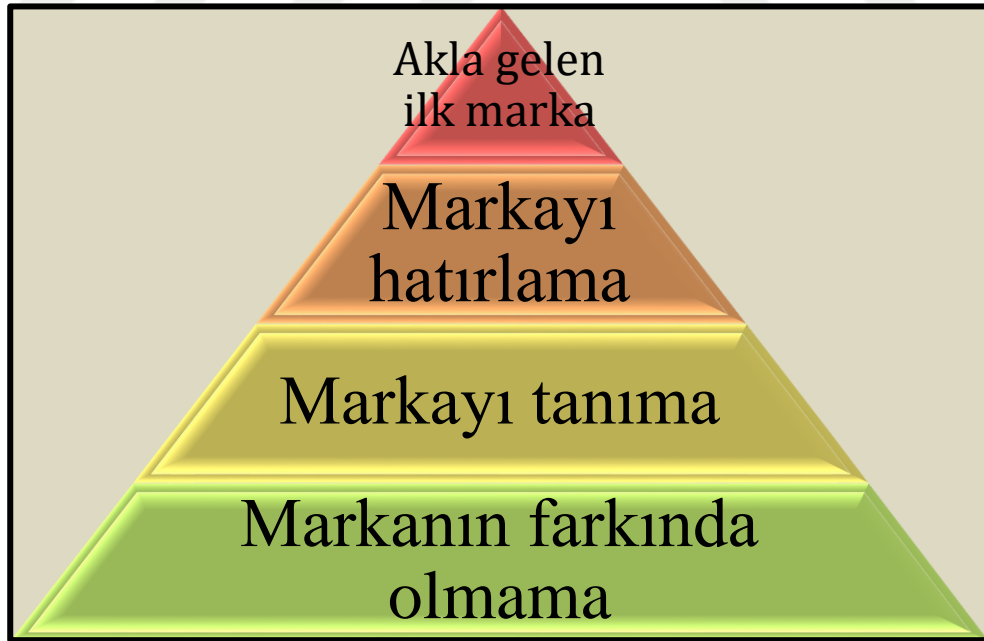 Akla gelen
ilk marka
Markayı
hatırlama
Markayı tanıma
Markanın farkında
olmama